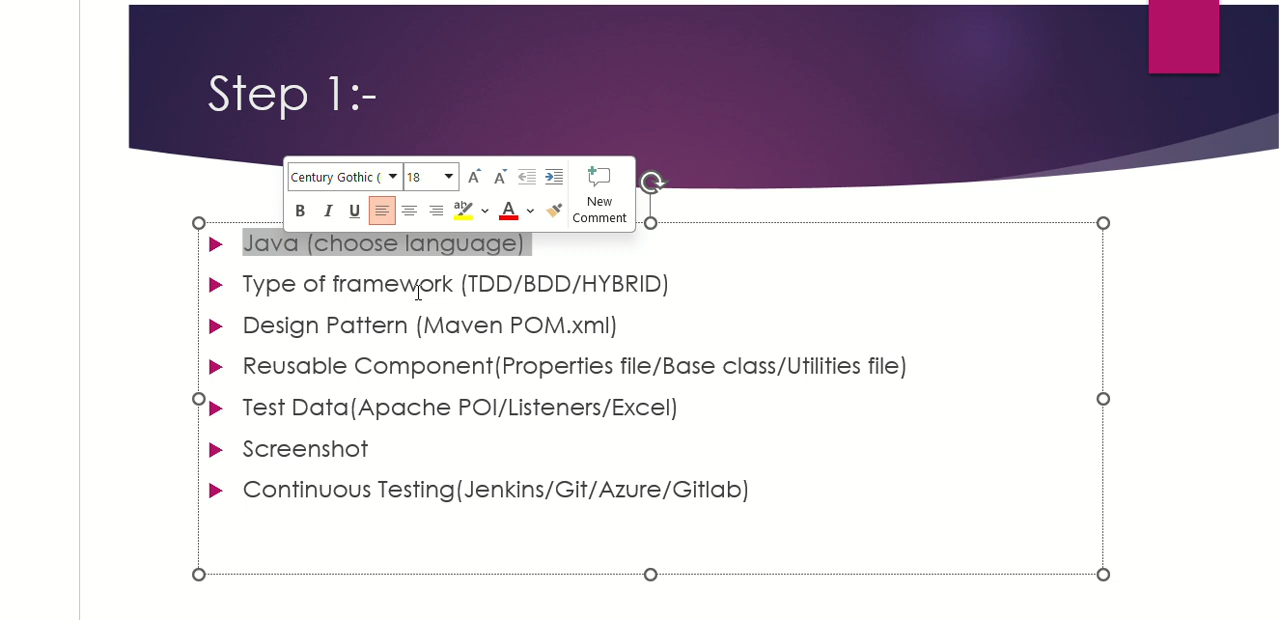 Step 1:-
Century Gothic (
18
New
Comment
B I U
Java (choose language)
Type of framework (TDD/BDD/HYBRID)
Design Pattern (Maven POM.xml)
Reusable Component(Properties file/Base class/Utilities file)
Test Data(Apache POI/Listeners/Excel)
Screenshot
Continuous Testing(Jenkins/Git/Azure/Gitlab)